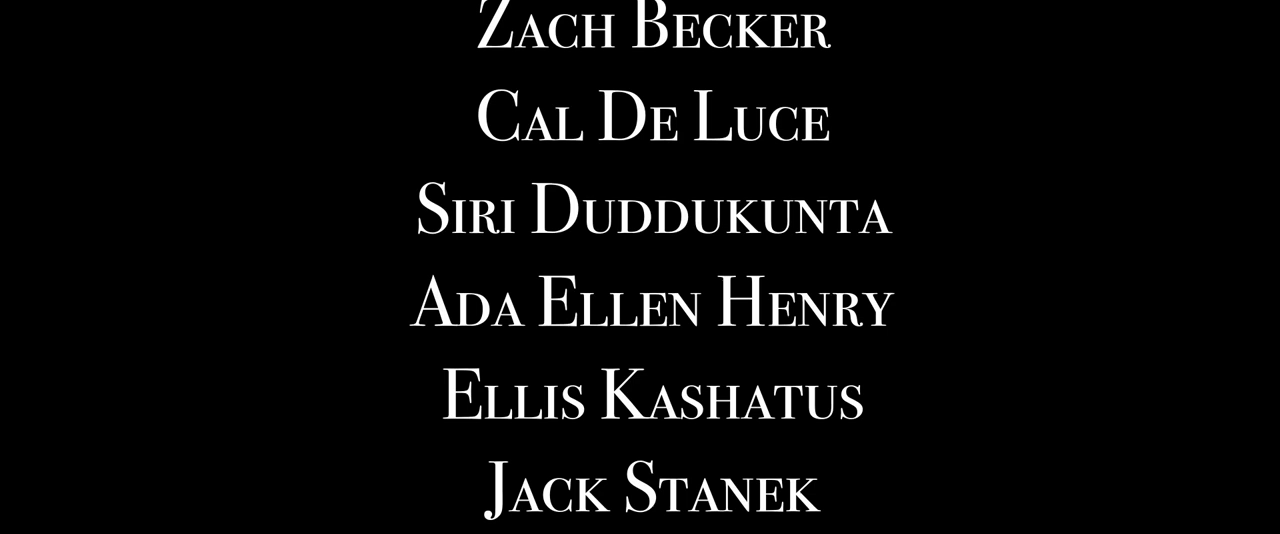 Zach Becker
Cal De Luce
Siri Duddukunta
Ada Ellen Henry
Ellis Kashatus
Jack Stanek